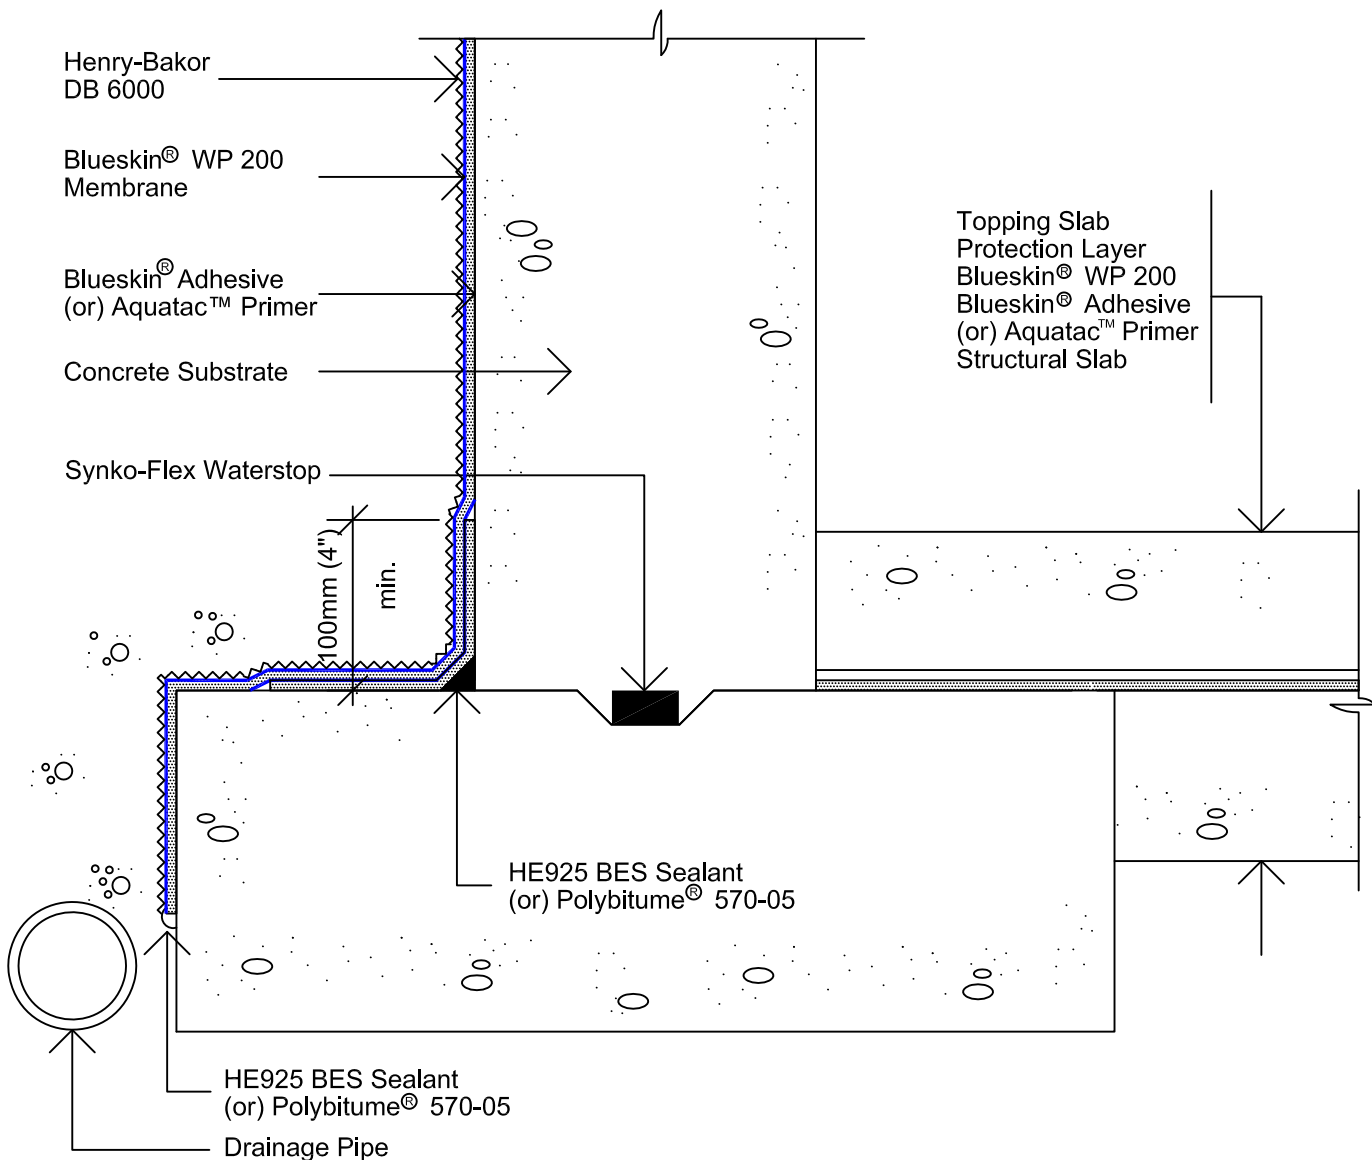 Henry-Bakor
DB 6000
Blueskin® WP 200
Membrane
Blueskin® Adhesive
(or) Aquatac™ Primer
Concrete Substrate
Synko-Flex Waterstop
100mm (4")
min.
Topping Slab
Protection Layer
Blueskin® WP 200
Blueskin® Adhesive
(or) Aquatac™ Primer
Structural Slab
HE925 BES Sealant
(or) Polybitume® 570-05
HE925 BES Sealant
(or) Polybitume® 570-05
Drainage Pipe